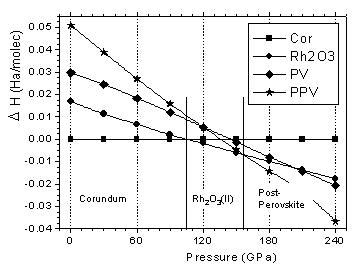 0.05
0.04
0.03
0.02
0.01
0.00
-0.01
-0.02
-0.03
-0.04
Δ H (Ha/molec)
Cor
Rh2O3
PV
PPV
Corundum
Rh₂O₃(II)
Post-
Perovskite
0 60 120 180 240
Pressure (GPa)